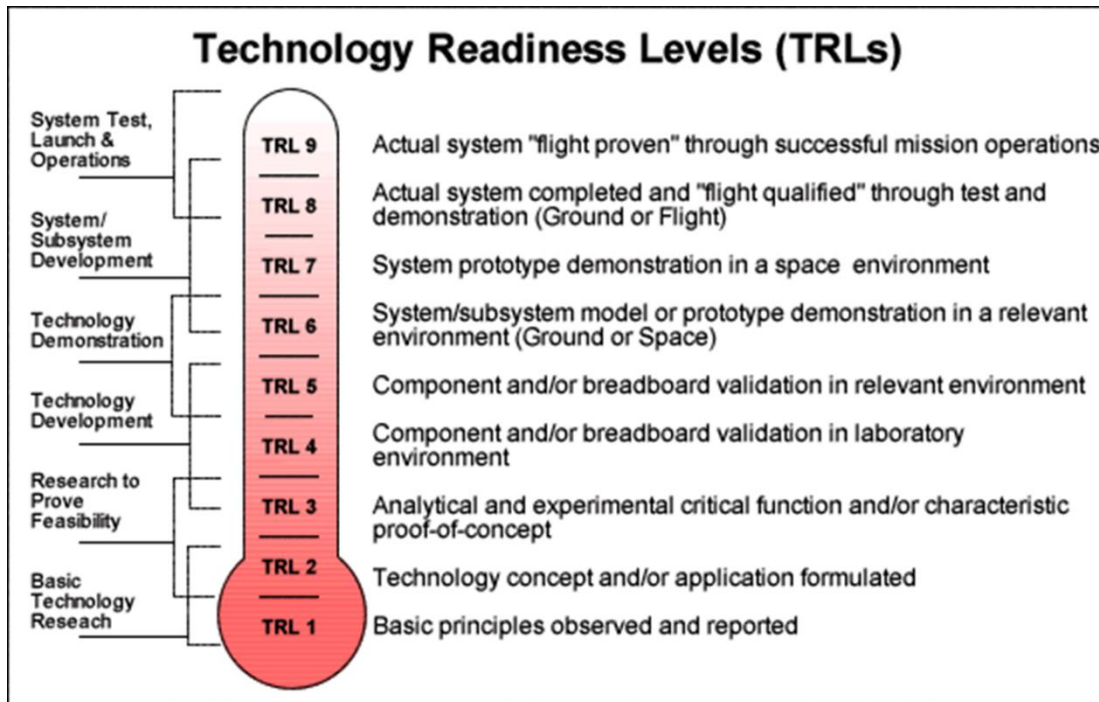 Technology Readiness Levels (TRLs)
System Test,
Launch &
Operations
System/
Subsystem
Development
Technology
Demonstration
Technology
Development
Research to
Prove
Feasibility
Basic
Technology
Reseach
TRL 9
TRL 8
TRL 7
TRL 6
TRL 5
TRL 4
TRL 3
TRL 2
TRL 1
Actual system "flight proven" through successful mission operations
Actual system completed and "flight qualified" through test and
demonstration (Ground or Flight)
System prototype demonstration in a space environment
System/subsystem model or prototype demonstration in a relevant
environment (Ground or Space)
Component and/or breadboard validation in relevant environment
Component and/or breadboard validation in laboratory
environment
Analytical and experimental critical function and/or characteristic
proof-of-concept
Technology concept and/or application formulated
Basic principles observed and reported